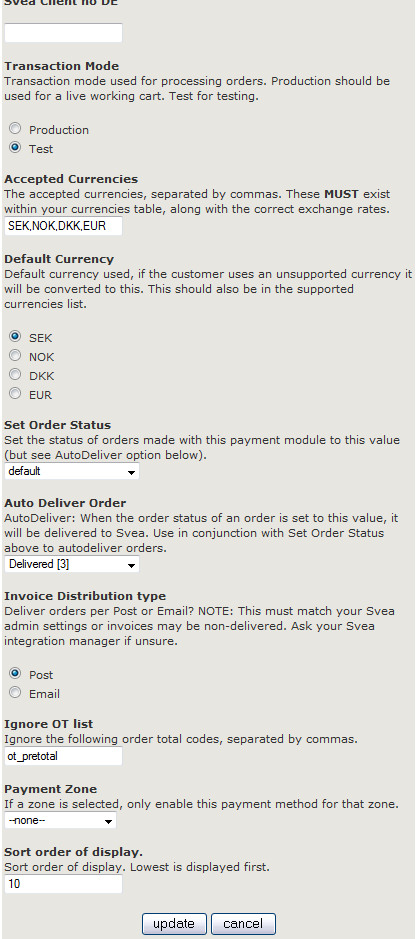 Svea Client no DE
Transaction Mode
Transaction mode used for processing orders. Production should be
used for a live working cart. Test for testing.
Production
Test
Accepted Currencies
The accepted currencies, separated by commas. These MUST exist
within your currencies table, along with the correct exchange rates.
SEK,NOK,DKK,EUR
Default Currency
Default currency used, if the customer uses an unsupported currency it
will be converted to this. This should also be in the supported
currencies list.
SEK
NOK
DKK
EUR
Set Order Status
Set the status of orders made with this payment module to this value
(but see AutoDeliver option below).
default
Auto Deliver Order
AutoDeliver: When the order status of an order is set to this value, it
will be delivered to Svea. Use in conjunction with Set Order Status
above to autodeliver orders.
Delivered [3]
Invoice Distribution type
Deliver orders per Post or Email? NOTE: This must match your Svea
admin settings or invoices may be non-delivered. Ask your Svea
integration manager if unsure.
Post
Email
Ignore OT list
Ignore the following order total codes, separated by commas.
ot_pretotal
Payment Zone
If a zone is selected, only enable this payment method for that zone.
--none--
Sort order of display.
Sort order of display. Lowest is displayed first.
10
update cancel